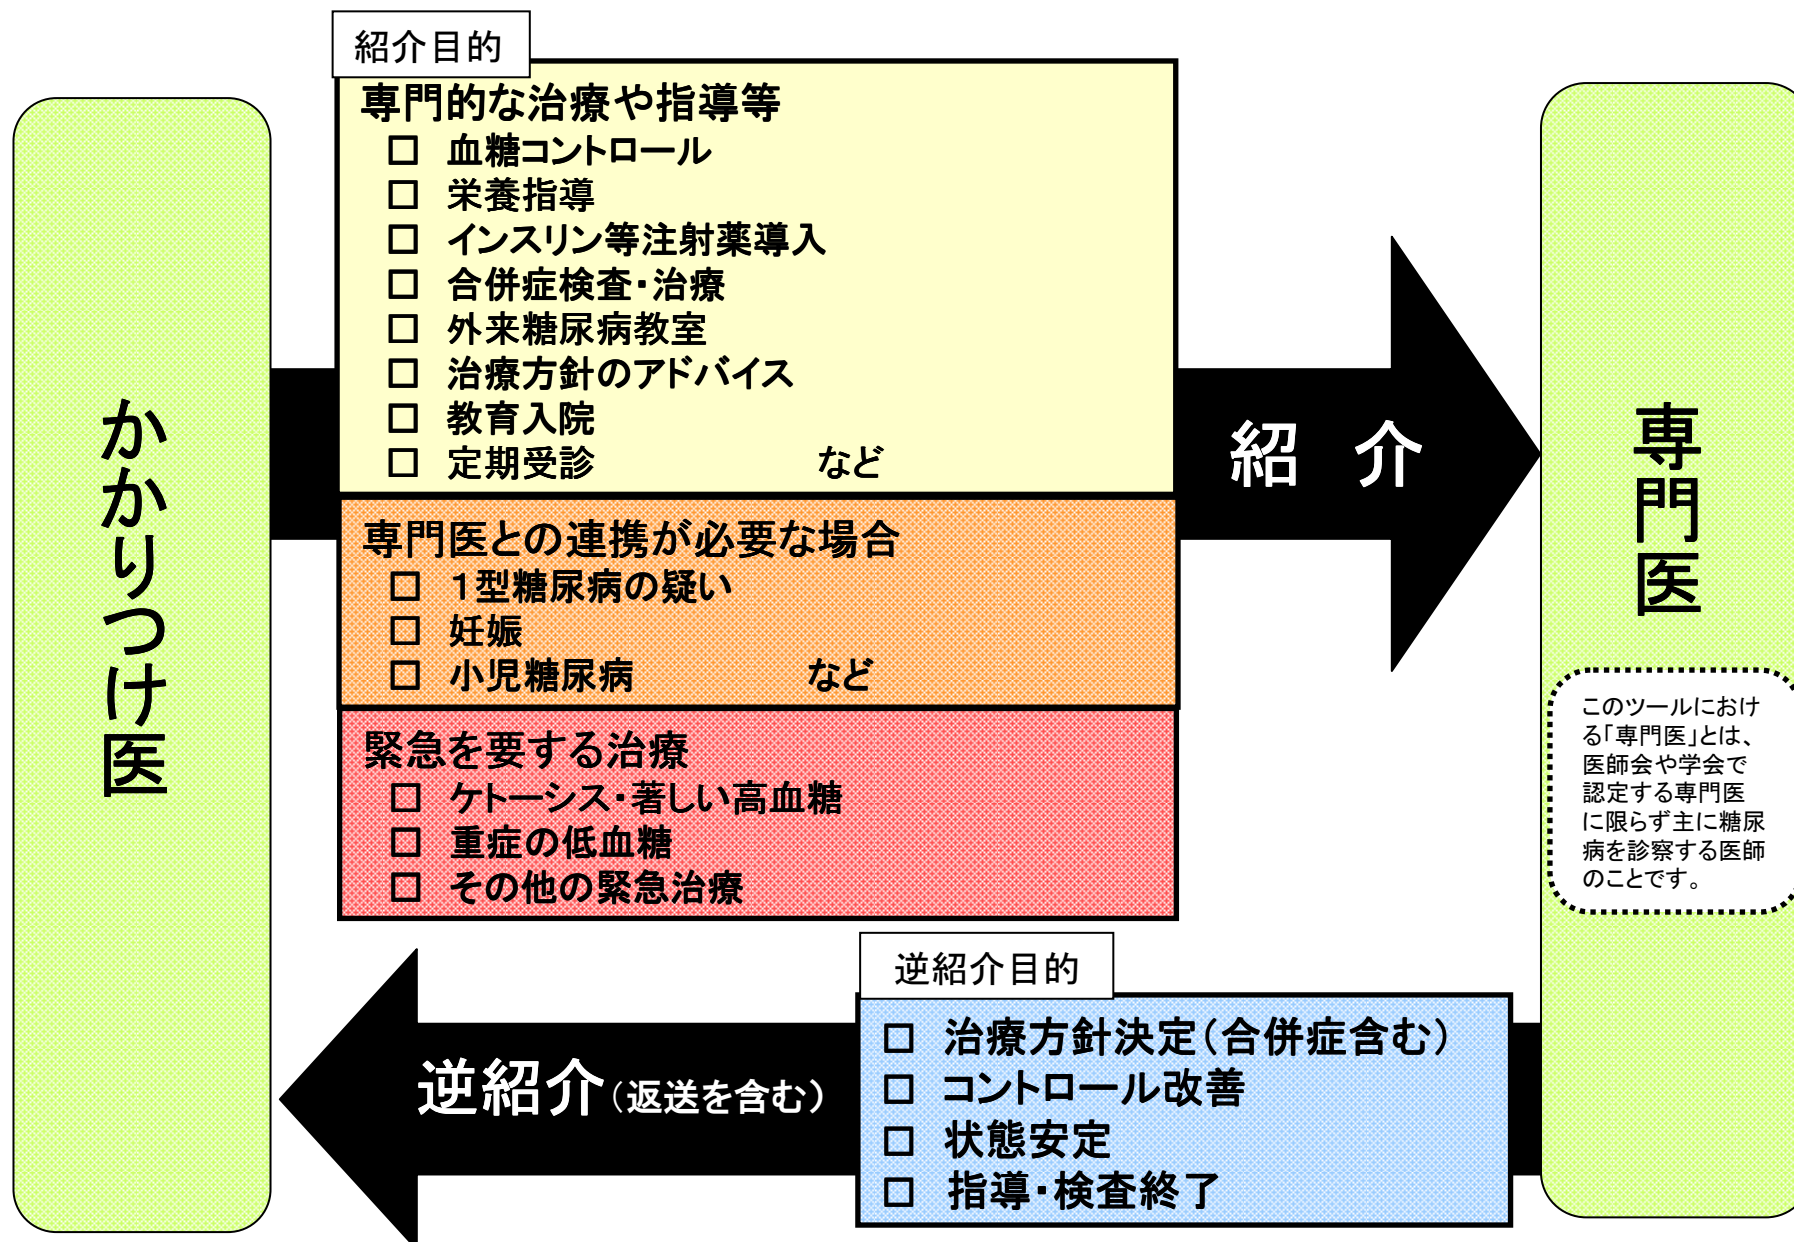 紹介目的
専門的な治療や指導等
□ 血糖コントロール
□ 栄養指導
□ インスリン等注射薬導入
□ 合併症検査・治療
□ 外来糖尿病教室
□ 治療方針のアドバイス
□ 教育入院
□ 定期受診 など
専門医との連携が必要な場合
□ 1型糖尿病の疑い
□ 妊娠
□ 小児糖尿病 など
緊急を要する治療
□ ケトーシス・著しい高血糖
□ 重症の低血糖
□ その他の緊急治療
かかりつけ医
紹 介
専門医
このツールにおけ
る「専門医」とは、
医師会や学会で
認定する専門医
に限らず主に糖尿
病を診察する医師
のことです。
逆紹介目的
□ 治療方針決定(合併症含む)
□ コントロール改善
□ 状態安定
□ 指導・検査終了
逆紹介(返送を含む)